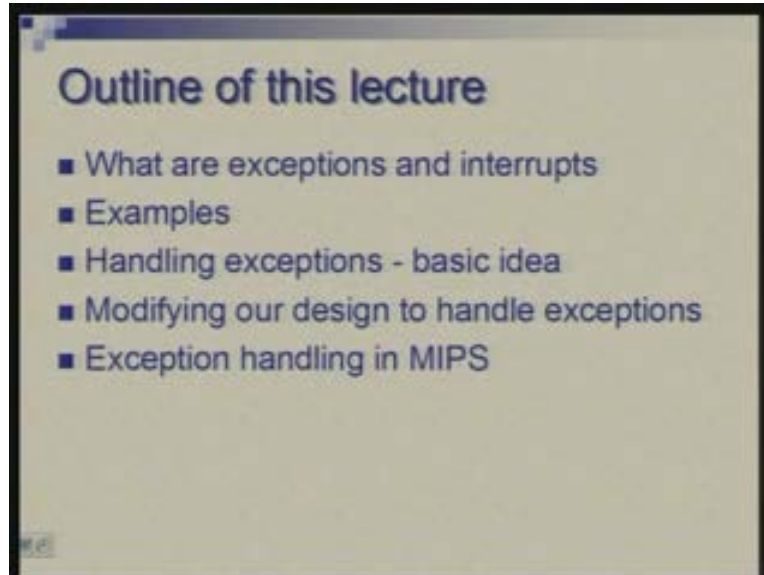 Outline of this lecture
■ What are exceptions and interrupts
■ Examples
■ Handling exceptions - basic idea
■ Modifying our design to handle exceptions
■ Exception handling in MIPS